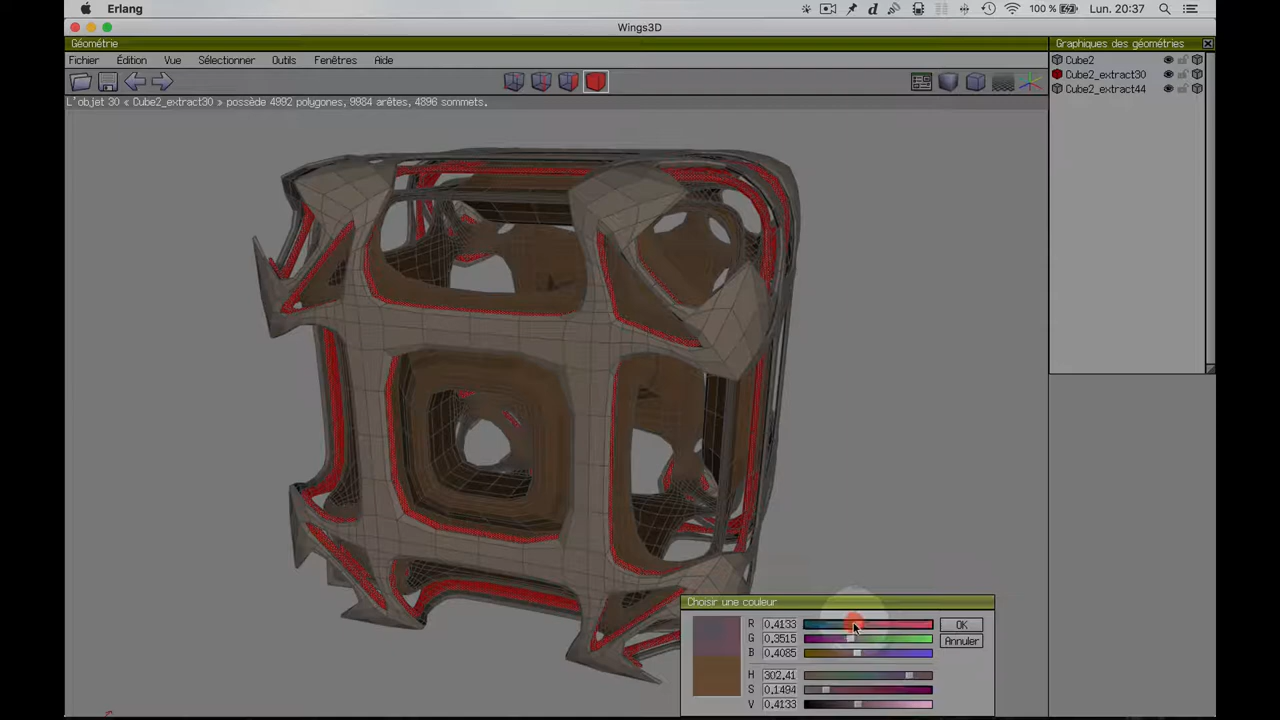 Erlang
100 %
Lun. 20:37
Wings3D
Géométrie
Fichier Édition Vue Sélectionner Outils Fenêtres Aide
L'objet 30 « Cube2_extract30 » possède 4992 polygones, 9984 arêtes, 4896 sommets.
Graphiques des géométries
Cube2
Cube2_extract30
Cube2_extract44
Choisir une couleur
R 0.4133 OK
G 0.3515
B 0.4085 Annuler
H 302.41
S 0.1494
V 0.4133